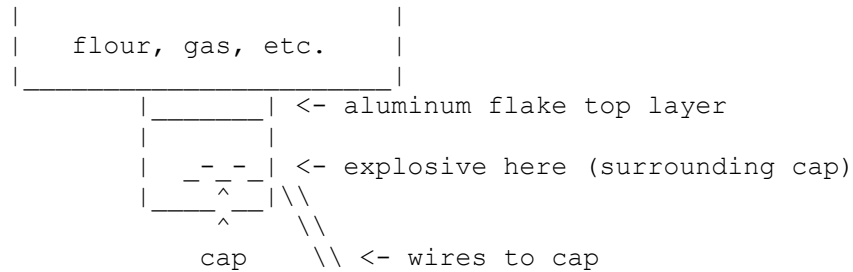 flour, gas, etc.
<- aluminum flake top layer
<- explosive here (surrounding cap)
cap <- wires to cap